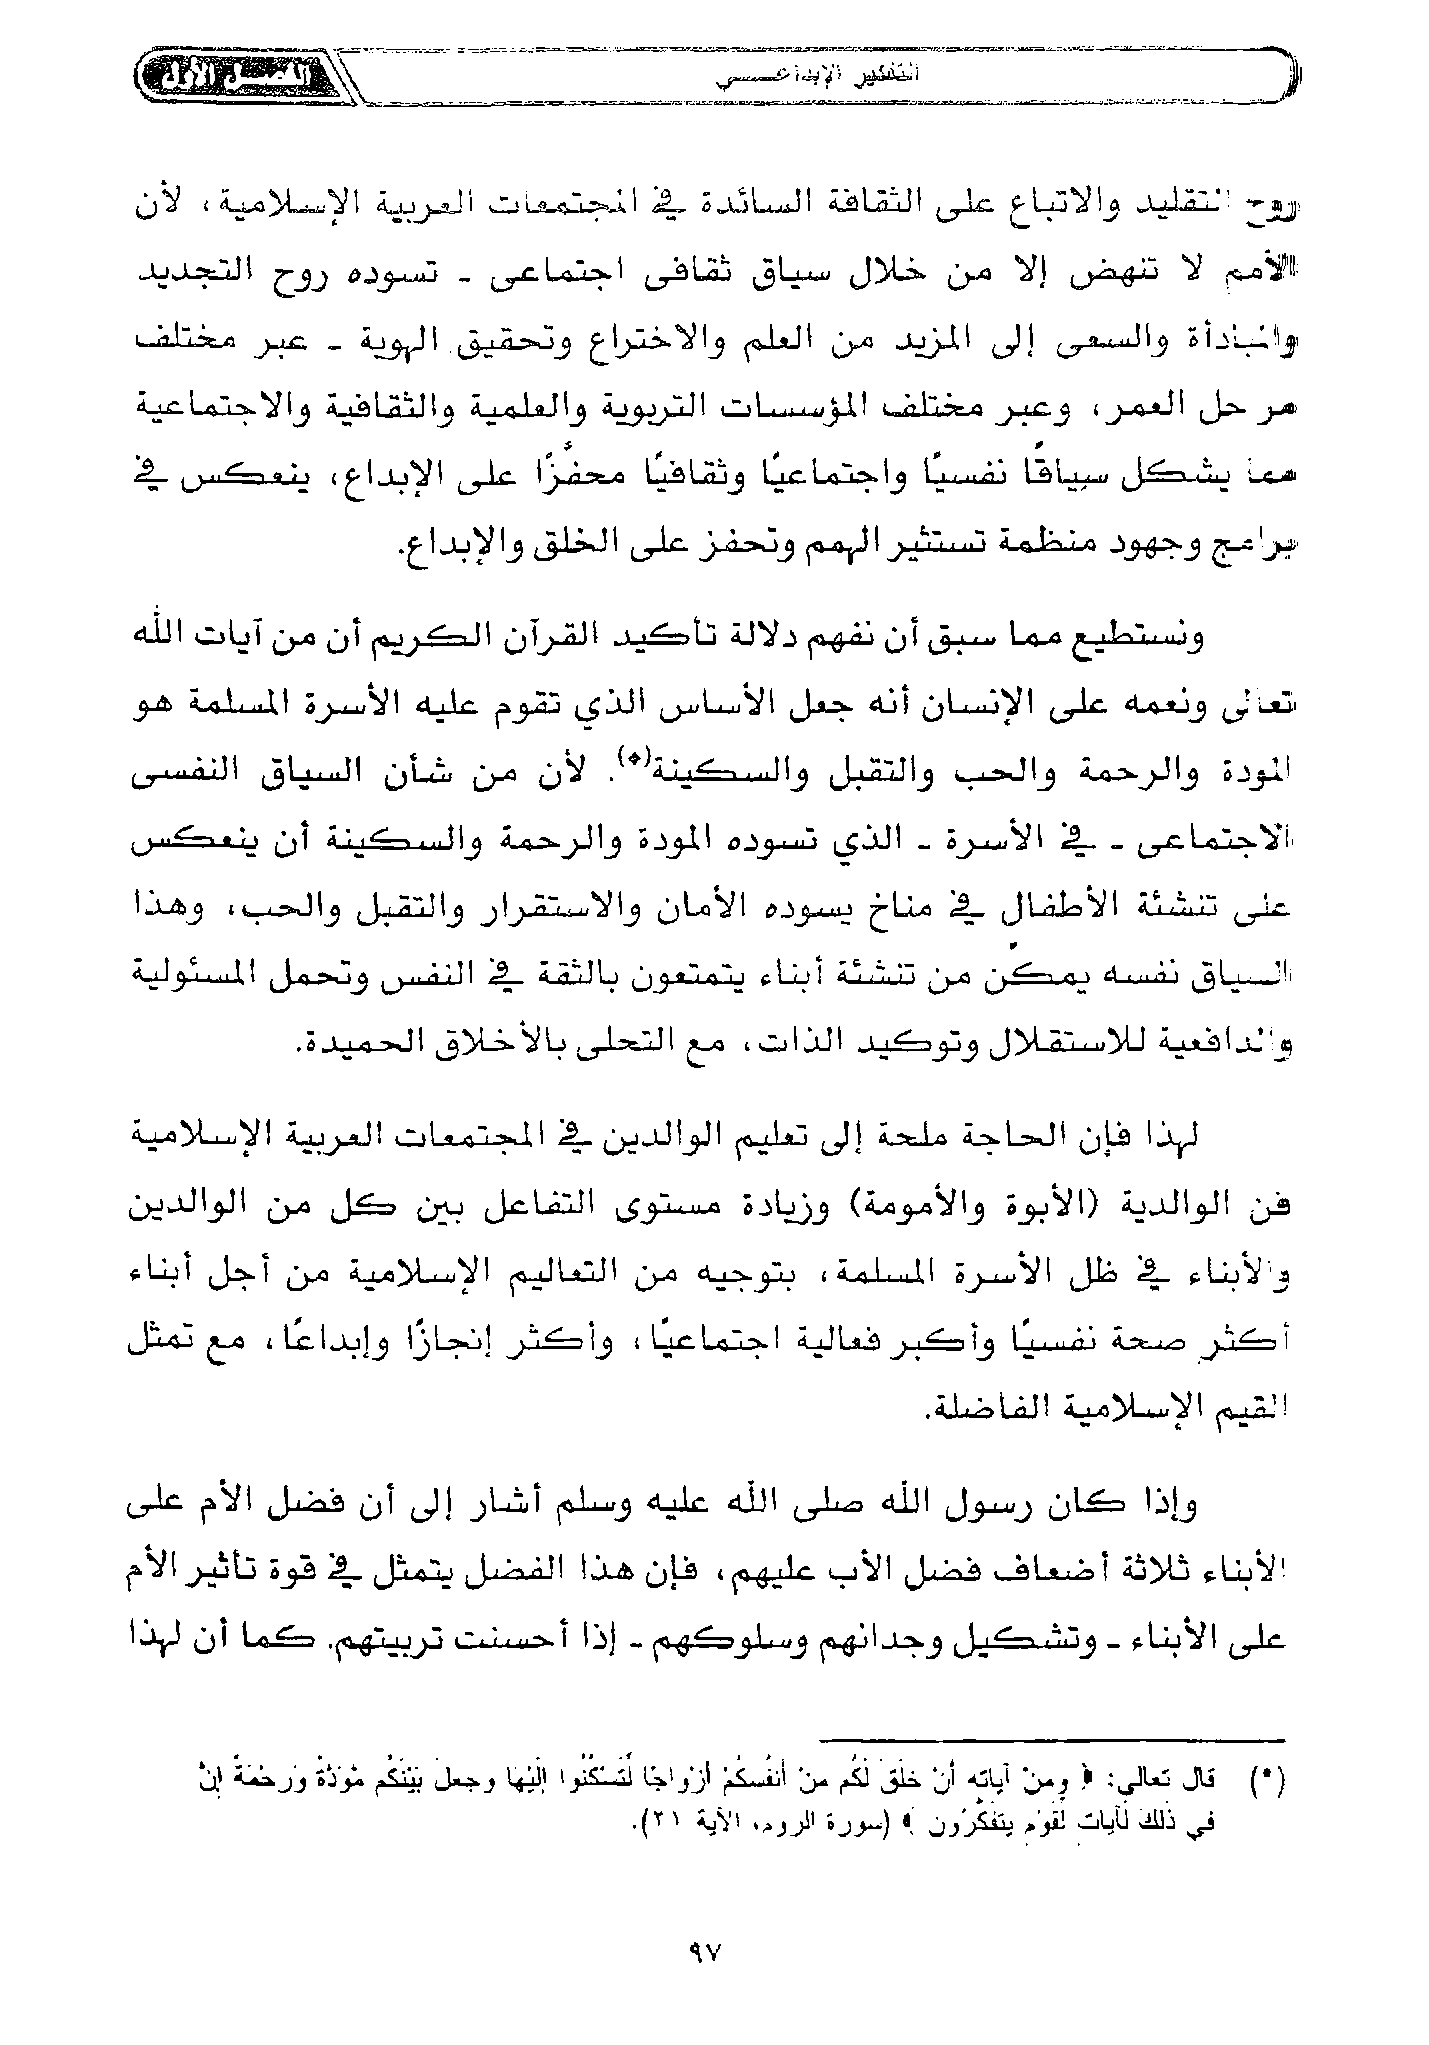 التفكير الإبداعي
الفصل الأول
روح التقليد والاتباع على الثقافة السائدة في المجتمعات العربية الإسلامية، لأن
الأمم لا تنهض إلا من خلال سياق ثقافى اجتماعى - تسوده روح التجديد
والمبادأة والسعى إلى المزيد من العلم والاختراع وتحقيق الهوية - عبر مختلف
مراحل العمر، وعبر مختلف المؤسسات التربوية والعلمية والثقافية والاجتماعية
مما يشكل سياقًا نفسيًا واجتماعيًا وثقافيًا محفزًا على الإبداع، ينعكس في
برامج وجهود منظمة تستثير الهمم وتحفز على الخلق والإبداع.
ونستطيع مما سبق أن نفهم دلالة تأكيد القرآن الكريم أن من آيات الله
تعالى ونعمه على الإنسان أنه جعل الأساس الذي تقوم عليه الأسرة المسلمة هو
المودة والرحمة والحب والتقبل والسكينة(*). لأن من شأن السياق النفسى
الاجتماعى - في الأسرة - الذي تسوده المودة والرحمة والسكينة أن ينعكس
على تنشئة الأطفال في مناخ يسوده الأمان والاستقرار والتقبل والحب، وهذا
السياق نفسه يمكّن من تنشئة أبناء يتمتعون بالثقة في النفس وتحمل المسئولية
والدافعية للاستقلال وتوكيد الذات، مع التحلى بالأخلاق الحميدة.
لهذا فإن الحاجة ملحة إلى تعليم الوالدين في المجتمعات العربية الإسلامية
فن الوالدية (الأبوة والأمومة) وزيادة مستوى التفاعل بين كل من الوالدين
والأبناء في ظل الأسرة المسلمة، بتوجيه من التعاليم الإسلامية من أجل أبناء
أكثر صحة نفسيًا وأكبر فعالية اجتماعيًا، وأكثر إنجازًا وإبداعًا، مع تمثل
القيم الإسلامية الفاضلة.
وإذا كان رسول الله صلى الله عليه وسلم أشار إلى أن فضل الأم على
الأبناء ثلاثة أضعاف فضل الأب عليهم، فإن هذا الفضل يتمثل في قوة تأثير الأم
على الأبناء - وتشكيل وجدانهم وسلوكهم - إذا أحسنت تربيتهم. كما أن لهذا
(*) قال تعالى: ﴿ وَمِنْ آيَاتِهِ أَنْ خَلَقَ لَكُم مِّنْ أَنفُسِكُمْ أَزْوَاجًا لِّتَسْكُنُوا إِلَيْهَا وَجَعَلَ بَيْنَكُم مَّوَدَّةً وَرَحْمَةً إِنَّ
في ذَلِكَ لَآيَاتٍ لِّقَوْمٍ يَتَفَكَّرُونَ ﴾ (سورة الروم، الآية ٢١).
٩٧